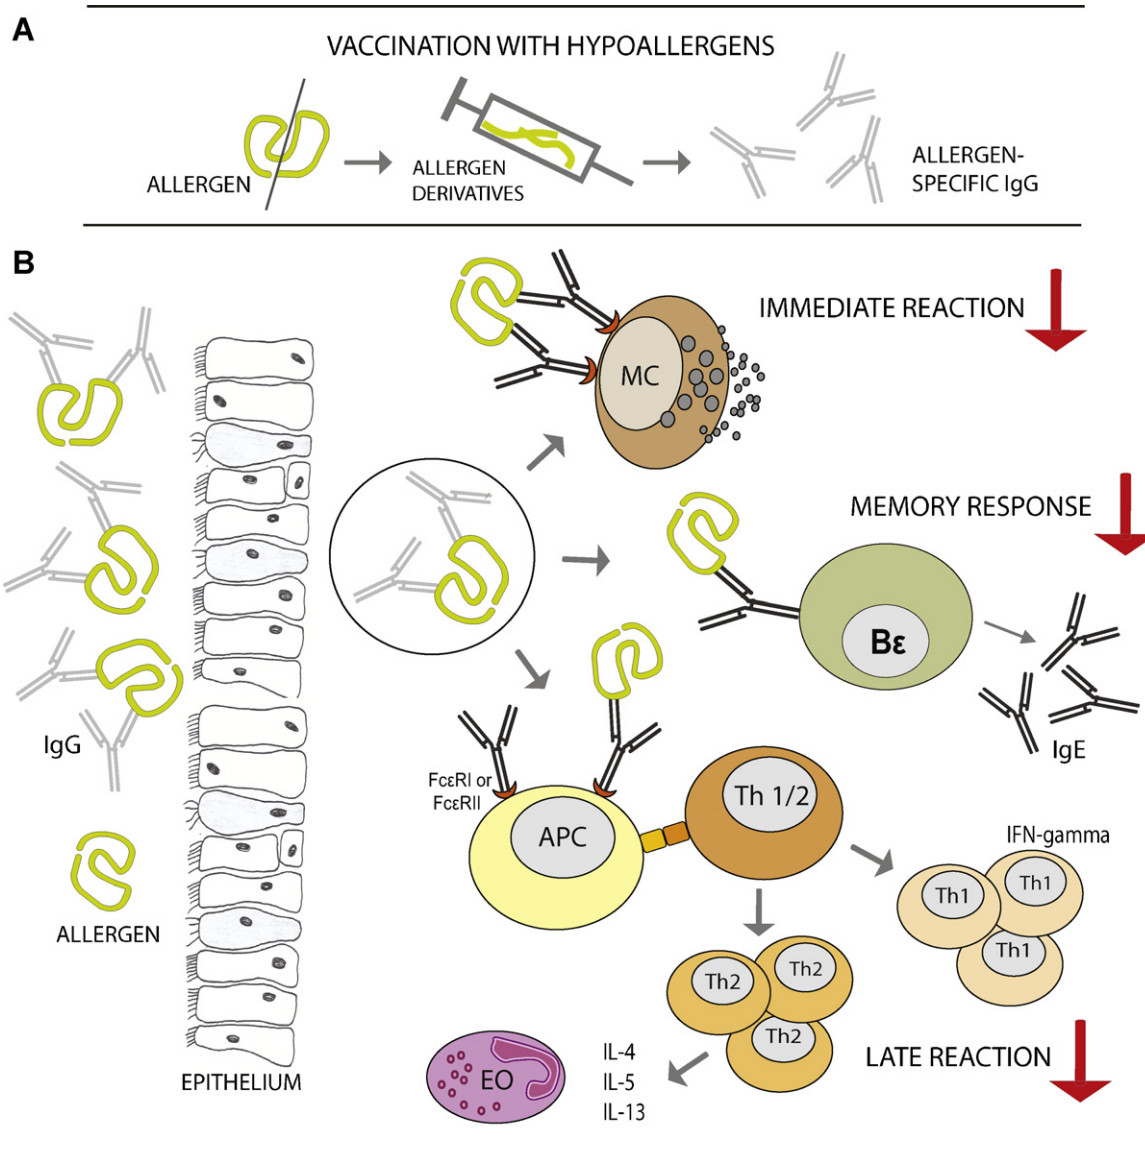 A
VACCINATION WITH HYPOALLERGENS
ALLERGEN
ALLERGEN
DERIVATIVES
ALLERGEN-
SPECIFIC IgG
B
IMMEDIATE REACTION
MC
MEMORY RESPONSE
Bε
IgE
IgG
FcεRI or
FcεRII
APC
Th 1/2
IFN-gamma
Th1
Th1
Th1
ALLERGEN
Th2
Th2
Th2
LATE REACTION
EO
IL-4
IL-5
IL-13
EPITHELIUM